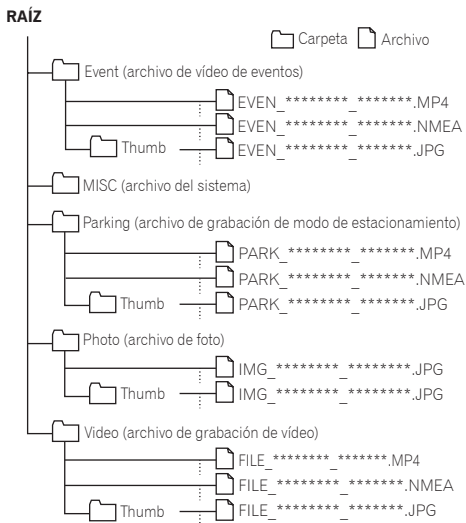 RAÍZ
Carpeta Archivo
Event (archivo de vídeo de eventos)
EVEN_********_*******.MP4
EVEN_********_*******.NMEA
Thumb EVEN_********_*******.JPG
MISC (archivo del sistema)
Parking (archivo de grabación de modo de estacionamiento)
PARK_********_*******.MP4
PARK_********_*******.NMEA
Thumb PARK_********_*******.JPG
Photo (archivo de foto)
IMG_********_*******.JPG
Thumb IMG_********_*******.JPG
Video (archivo de grabación de vídeo)
FILE_********_*******.MP4
FILE_********_*******.NMEA
Thumb FILE_********_*******.JPG